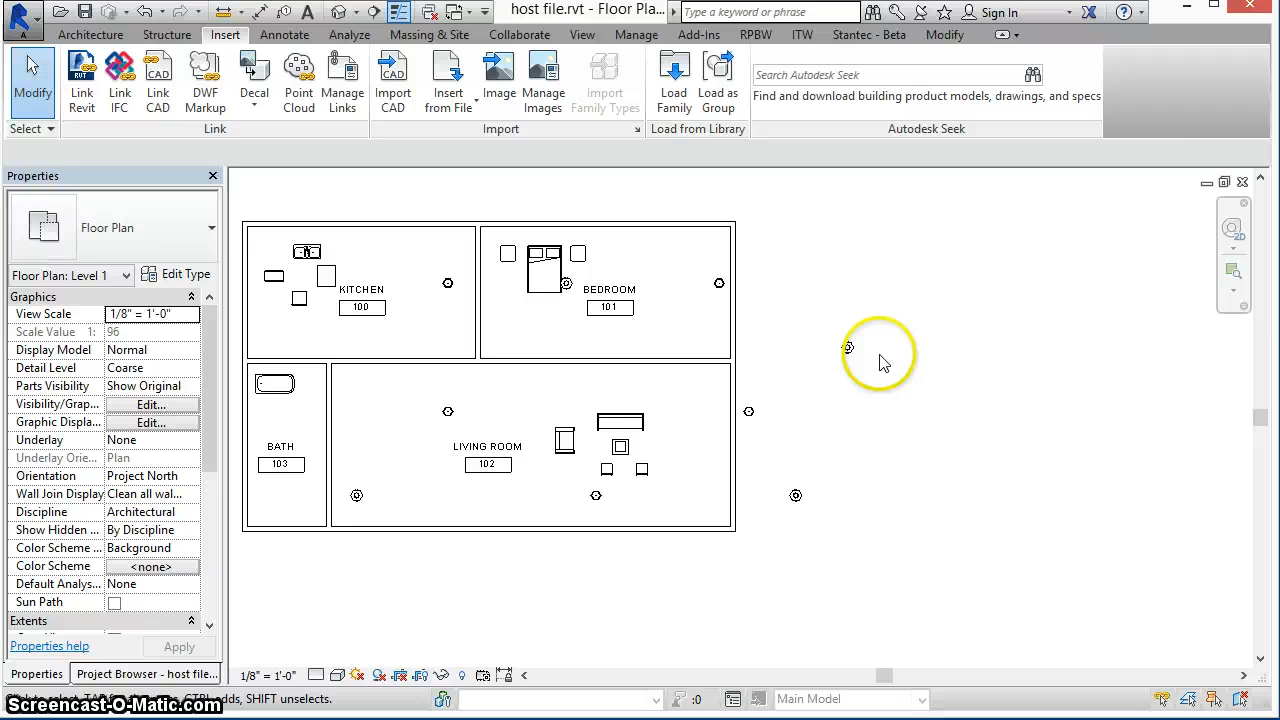 host file.rvt - Floor Pla...
Type a keyword or phrase
Sign In
Architecture Structure Insert Annotate Analyze Massing & Site Collaborate View Manage Add-Ins RPBW ITW Stantec - Beta Modify
Modify
Link Revit
Link IFC
Link CAD
DWF Markup
Decal
Point Cloud
Manage Links
Import CAD
Insert from File
Image
Manage Images
Import Family Types
Load Family
Load as Group
Search Autodesk Seek
Find and download building product models, drawings, and specs
Select Link Import Load from Library Autodesk Seek
Properties
Floor Plan
Floor Plan: Level 1 Edit Type
Graphics
View Scale 1/8" = 1'-0"
Scale Value 1: 96
Display Model Normal
Detail Level Coarse
Parts Visibility Show Original
Visibility/Grap... Edit...
Graphic Displa... Edit...
Underlay None
Underlay Orie... Plan
Orientation Project North
Wall Join Display Clean all wal...
Discipline Architectural
Show Hidden ... By Discipline
Color Scheme ... Background
Color Scheme <none>
Default Analys... None
Sun Path
Extents
Properties help Apply
Properties Project Browser - host file...
KITCHEN
100
BEDROOM
101
BATH
103
LIVING ROOM
102
1/8" = 1'-0"
adds, SHIFT unselects.
:0
Main Model
Screencast-O-Matic.com